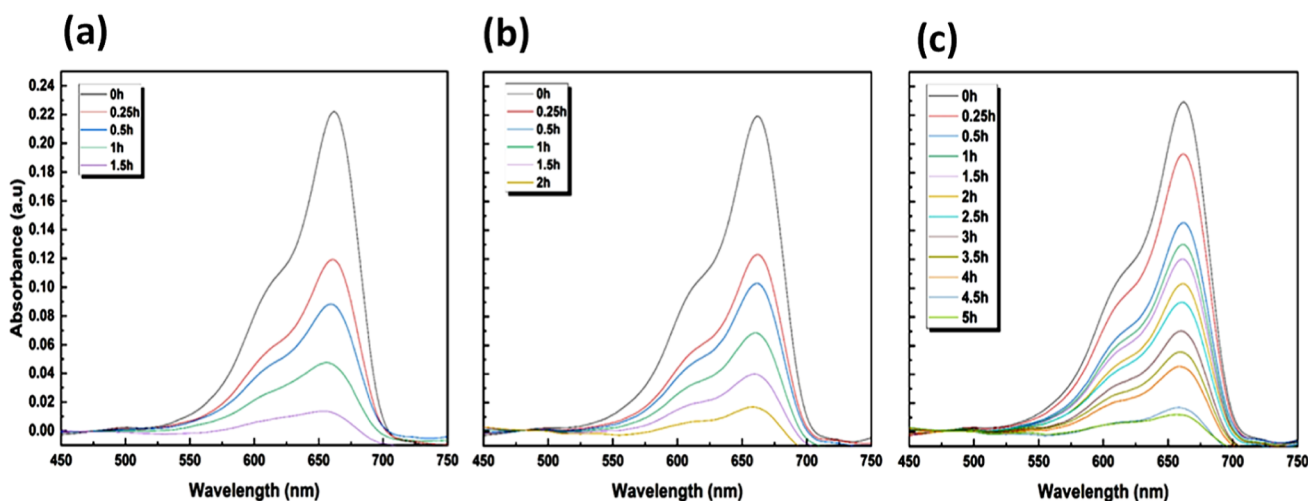 (a)
(b)
(c)
0.24
0.22
0.20
0.18
0.16
0.14
0.12
0.10
0.08
0.06
0.04
0.02
0.00
Absorbance (a.u)
0h
0.25h
0.5h
1h
1.5h
450 500 550 600 650 700 750
Wavelength (nm)
0h
0.25h
0.5h
1h
1.5h
2h
450 500 550 600 650 700 750
Wavelength (nm)
0h
0.25h
0.5h
1h
1.5h
2h
2.5h
3h
3.5h
4h
4.5h
5h
450 500 550 600 650 700 750
Wavelength (nm)